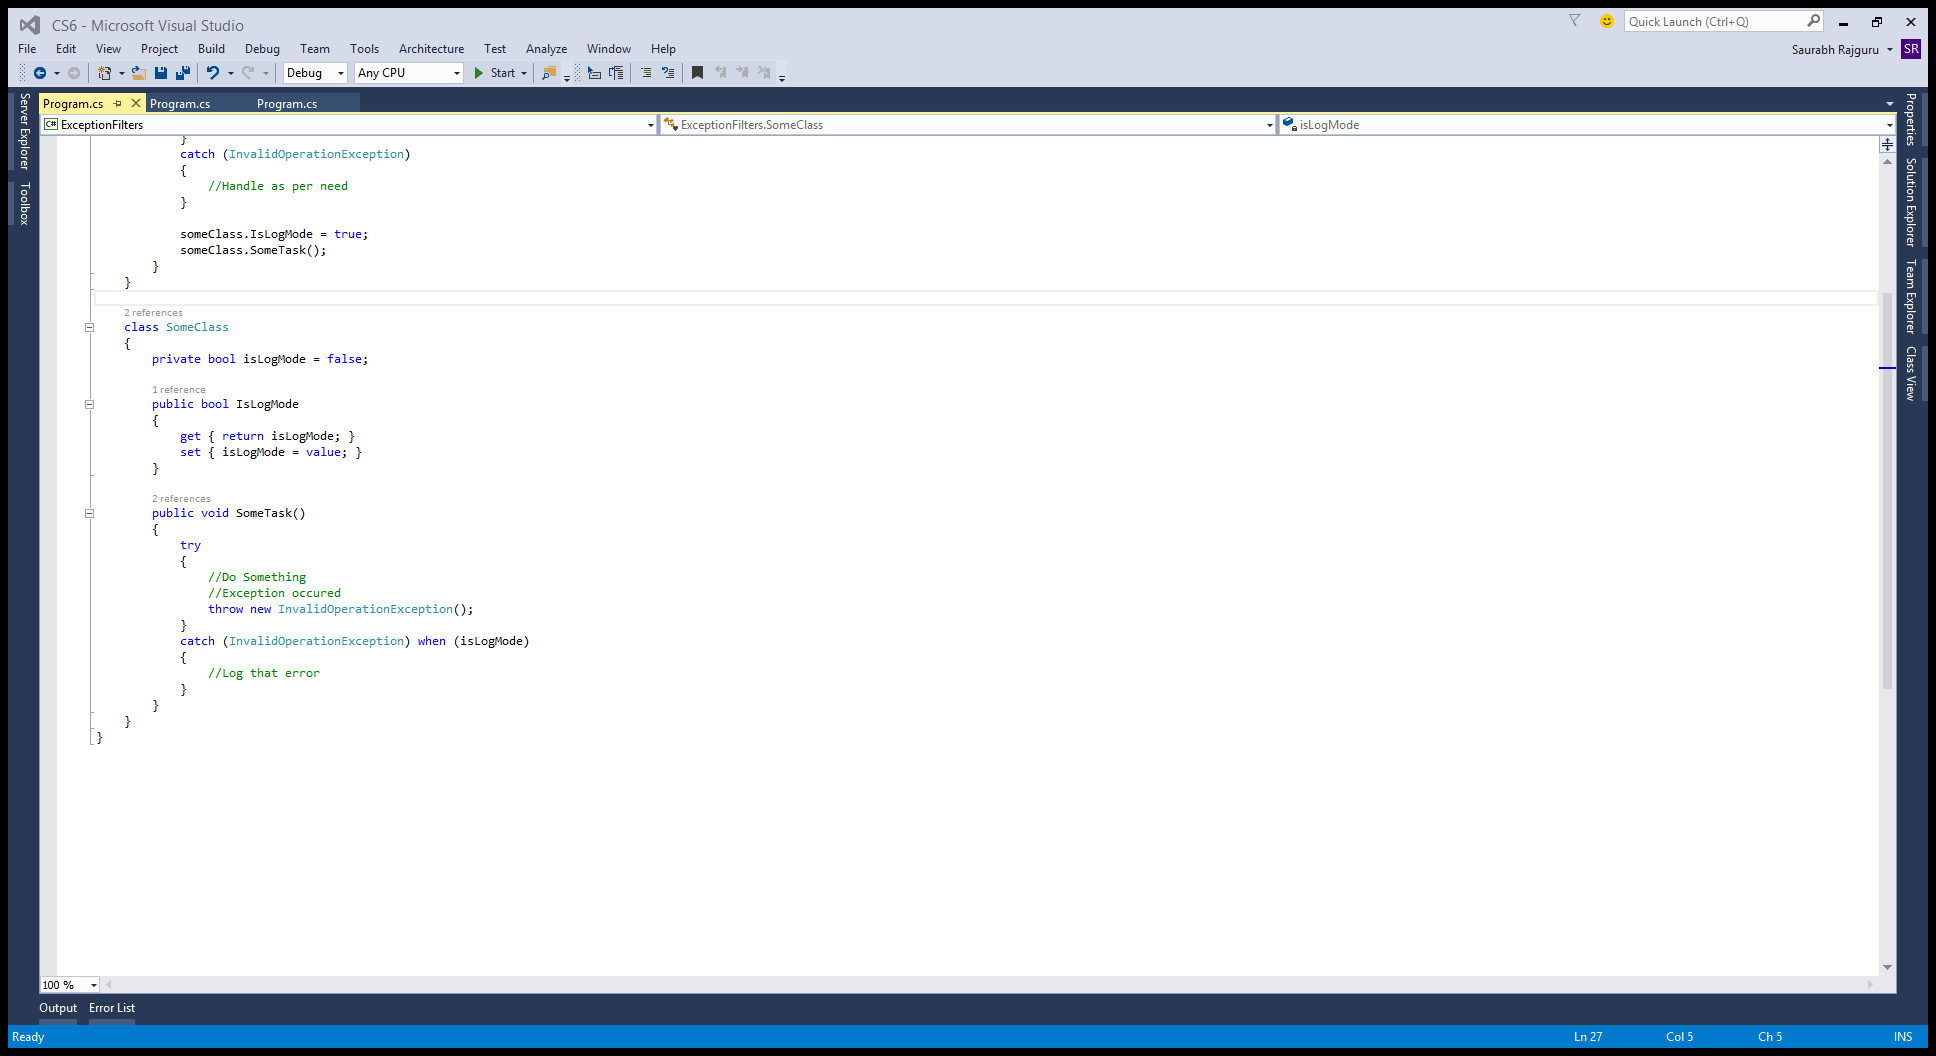 CS6 - Microsoft Visual Studio
Quick Launch (Ctrl+Q)
File Edit View Project Build Debug Team Tools Architecture Test Analyze Window Help
Saurabh Rajguru SR
Debug Any CPU Start
Program.cs Program.cs Program.cs
C# ExceptionFilters ExceptionFilters.SomeClass isLogMode
Server Explorer
Toolbox
Properties
Solution Explorer
Team Explorer
Class View
}
catch (InvalidOperationException)
{
//Handle as per need
}
someClass.IsLogMode = true;
someClass.SomeTask();
}
}
2 references
class SomeClass
{
private bool isLogMode = false;
1 reference
public bool IsLogMode
{
get { return isLogMode; }
set { isLogMode = value; }
}
2 references
public void SomeTask()
{
try
{
//Do Something
//Exception occured
throw new InvalidOperationException();
}
catch (InvalidOperationException) when (isLogMode)
{
//Log that error
}
}
}
}
100 %
Output Error List
Ready Ln 27 Col 5 Ch 5 INS